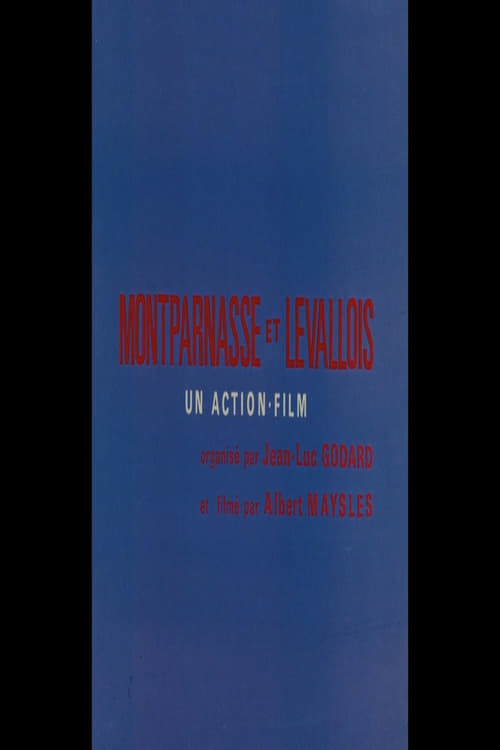 MONTPARNASSE ET LEVALLOIS
UN ACTION-FILM
organisé par Jean-Luc GODARD
et filmé par Albert MAYSLES